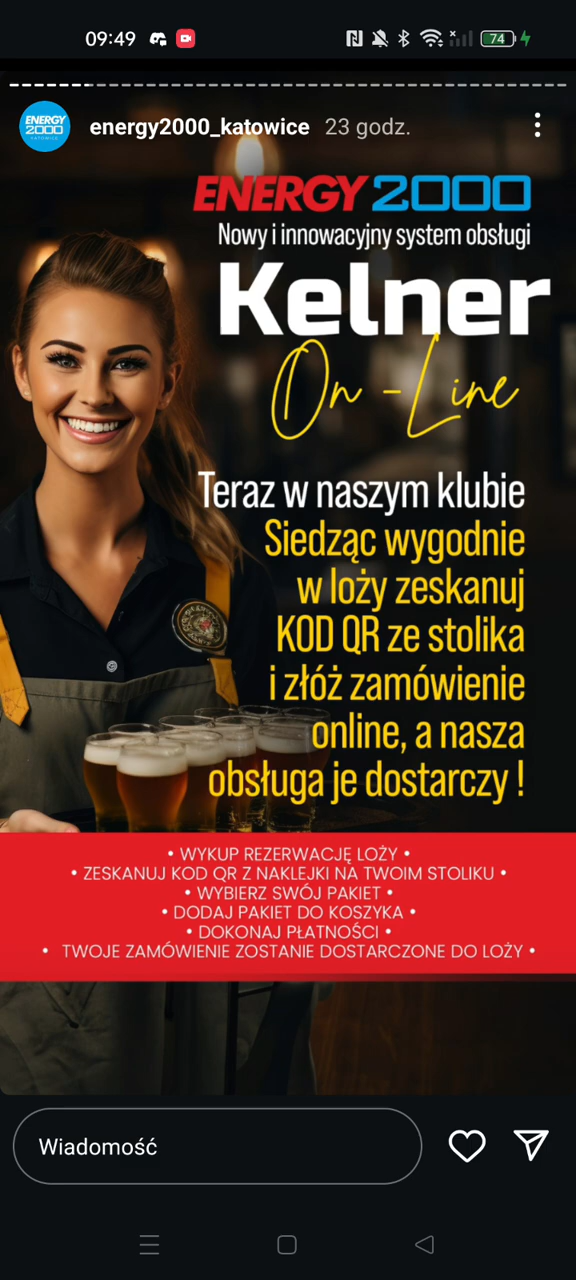 09:49
74
ENERGY
2000
KATOWICE
energy2000_katowice 23 godz.
ENERGY 2000
Nowy i innowacyjny system obsługi
Kelner
On-Line
Teraz w naszym klubie
Siedząc wygodnie
w loży zeskanuj
KOD QR ze stolika
i złóż zamówienie
online, a nasza
obsługa je dostarczy !
• WYKUP REZERWACJĘ LOŻY •
• ZESKANUJ KOD QR Z NAKLEJKI NA TWOIM STOLIKU •
• WYBIERZ SWÓJ PAKIET •
• DODAJ PAKIET DO KOSZYKA •
• DOKONAJ PŁATNOŚCI •
• TWOJE ZAMÓWIENIE ZOSTANIE DOSTARCZONE DO LOŻY •
Wiadomość